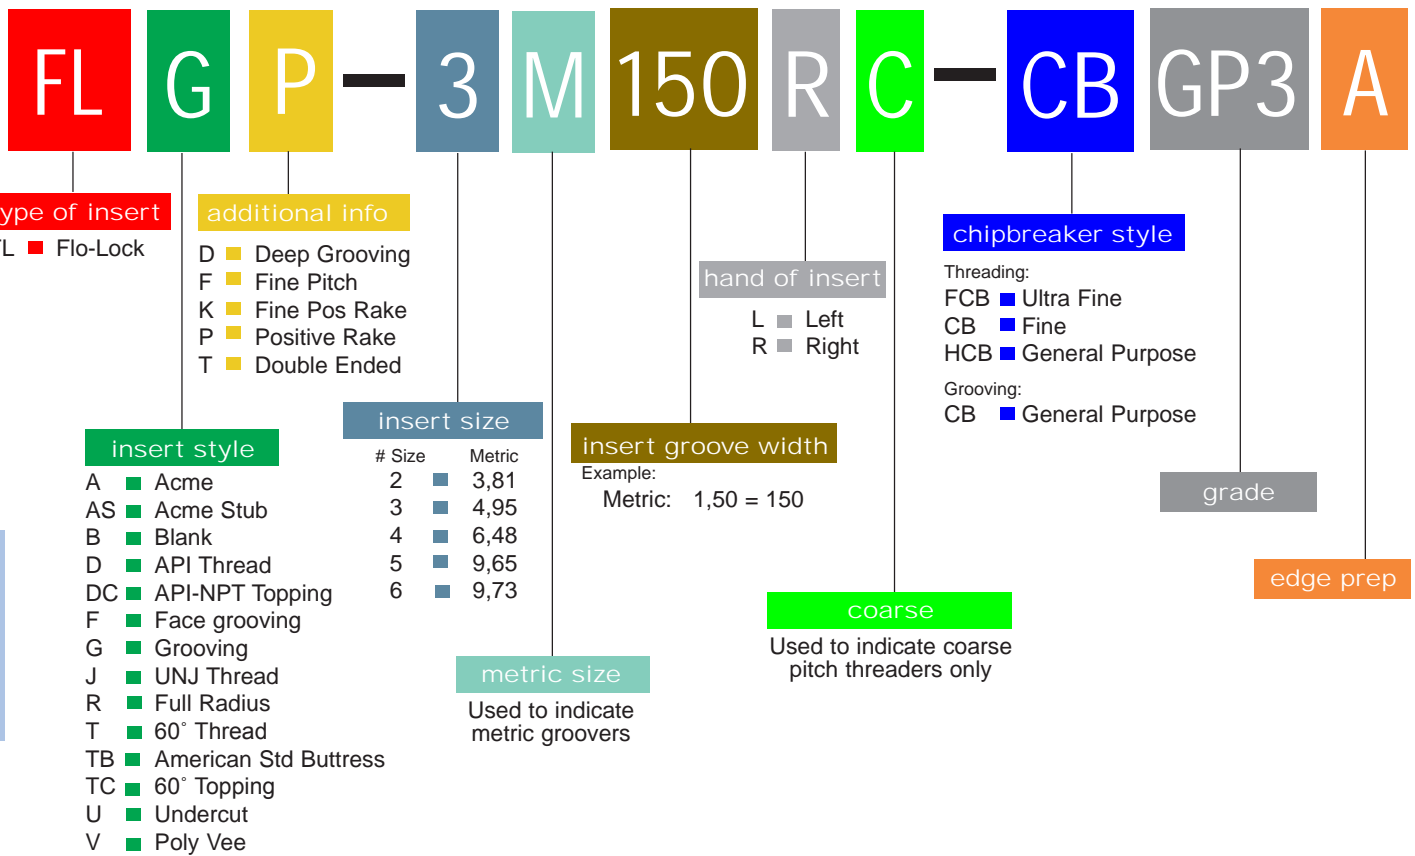 FL G P - 3 M 150 R C - CB GP3 A
ype of insert
L Flo-Lock
additional info
D Deep Grooving
F Fine Pitch
K Fine Pos Rake
P Positive Rake
T Double Ended
insert style
A Acme
AS Acme Stub
B Blank
D API Thread
DC API-NPT Topping
F Face grooving
G Grooving
J UNJ Thread
R Full Radius
T 60° Thread
TB American Std Buttress
TC 60° Topping
U Undercut
V Poly Vee
insert size
# Size Metric
2 3,81
3 4,95
4 6,48
5 9,65
6 9,73
metric size
Used to indicate
metric groovers
insert groove width
Example:
Metric: 1,50 = 150
hand of insert
L Left
R Right
coarse
Used to indicate coarse
pitch threaders only
chipbreaker style
Threading:
FCB Ultra Fine
CB Fine
HCB General Purpose
Grooving:
CB General Purpose
grade
edge prep